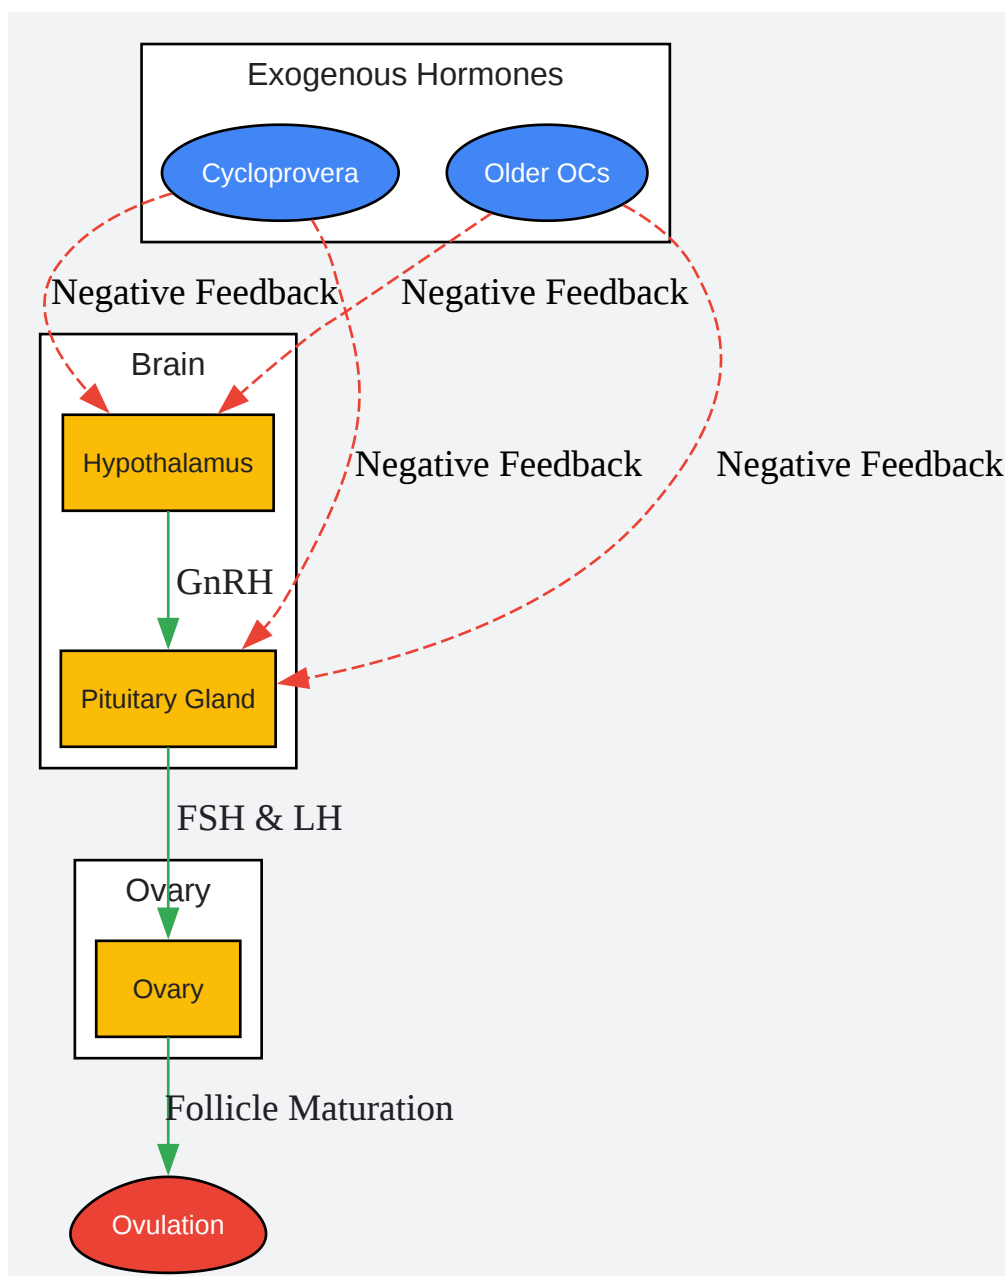 Exogenous Hormones
Cycloprovera
Older OCs
Negative Feedback
Negative Feedback
Brain
Hypothalamus
Negative Feedback
Negative Feedback
GnRH
Pituitary Gland
FSH & LH
Ovary
Ovary
Follicle Maturation
Ovulation